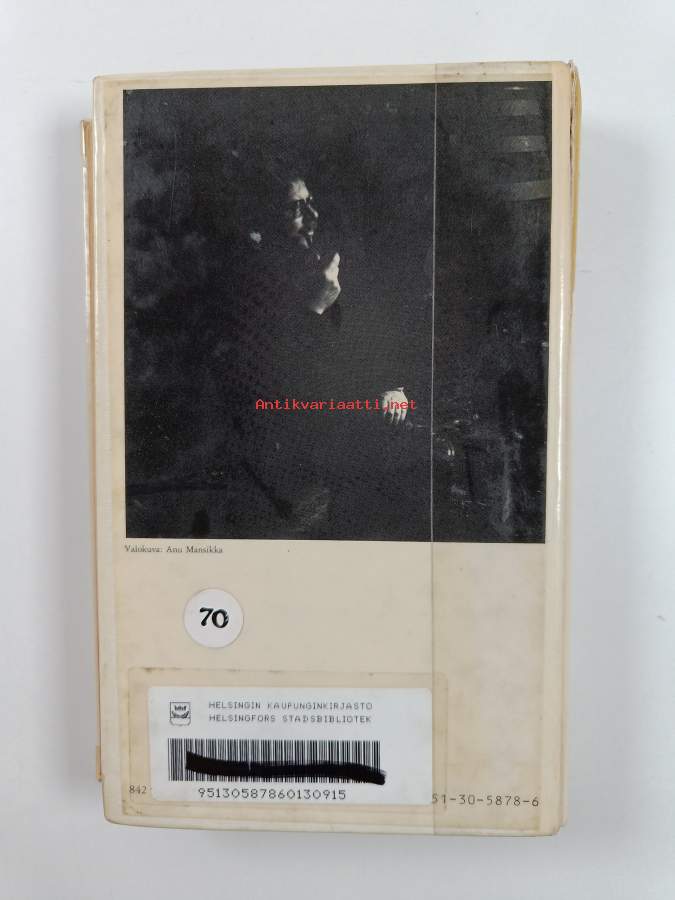 Antikvariaatti.net
Valokuva: Anu Mansikka
70
HELSINGIN KAUPUNGINKIRJASTO
HELSINGFORS STADSBIBLIOTEK
95130587860130915
842
51-30-5878-6